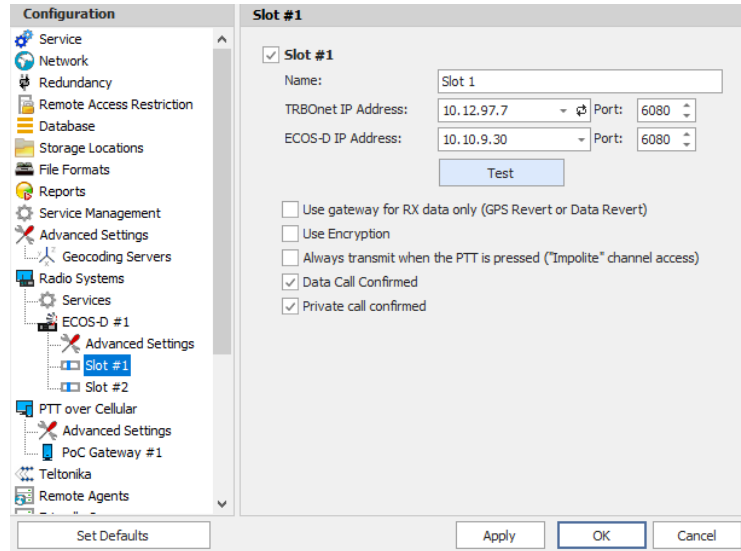 Configuration
Service
Network
Redundancy
Remote Access Restriction
Database
Storage Locations
File Formats
Reports
Service Management
Advanced Settings
Geocoding Servers
Radio Systems
Services
ECOS-D #1
Advanced Settings
Slot #1
Slot #2
PTT over Cellular
Advanced Settings
PoC Gateway #1
Teltonika
Remote Agents
Set Defaults
Slot #1
Slot #1
Name: Slot 1
TRBOnet IP Address: 10.12.97.7 Port: 6080
ECOS-D IP Address: 10.10.9.30 Port: 6080
Test
Use gateway for RX data only (GPS Revert or Data Revert)
Use Encryption
Always transmit when the PTT is pressed ("Impolite" channel access)
Data Call Confirmed
Private call confirmed
Apply OK Cancel